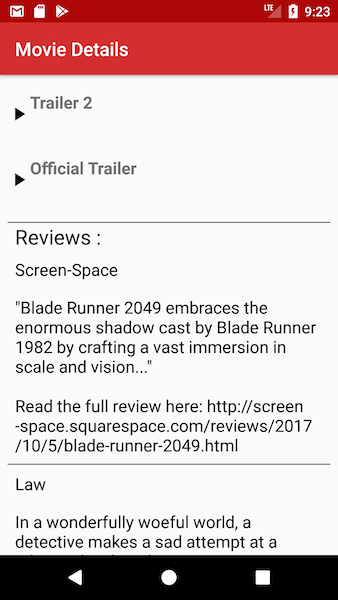 LTE 9:23
Movie Details
Trailer 2
Official Trailer
Reviews :
Screen-Space
"Blade Runner 2049 embraces the
enormous shadow cast by Blade Runner
1982 by crafting a vast immersion in
scale and vision..."
Read the full review here: http://screen
-space.squarespace.com/reviews/2017
/10/5/blade-runner-2049.html
Law
In a wonderfully woeful world, a
detective makes a sad attempt at a